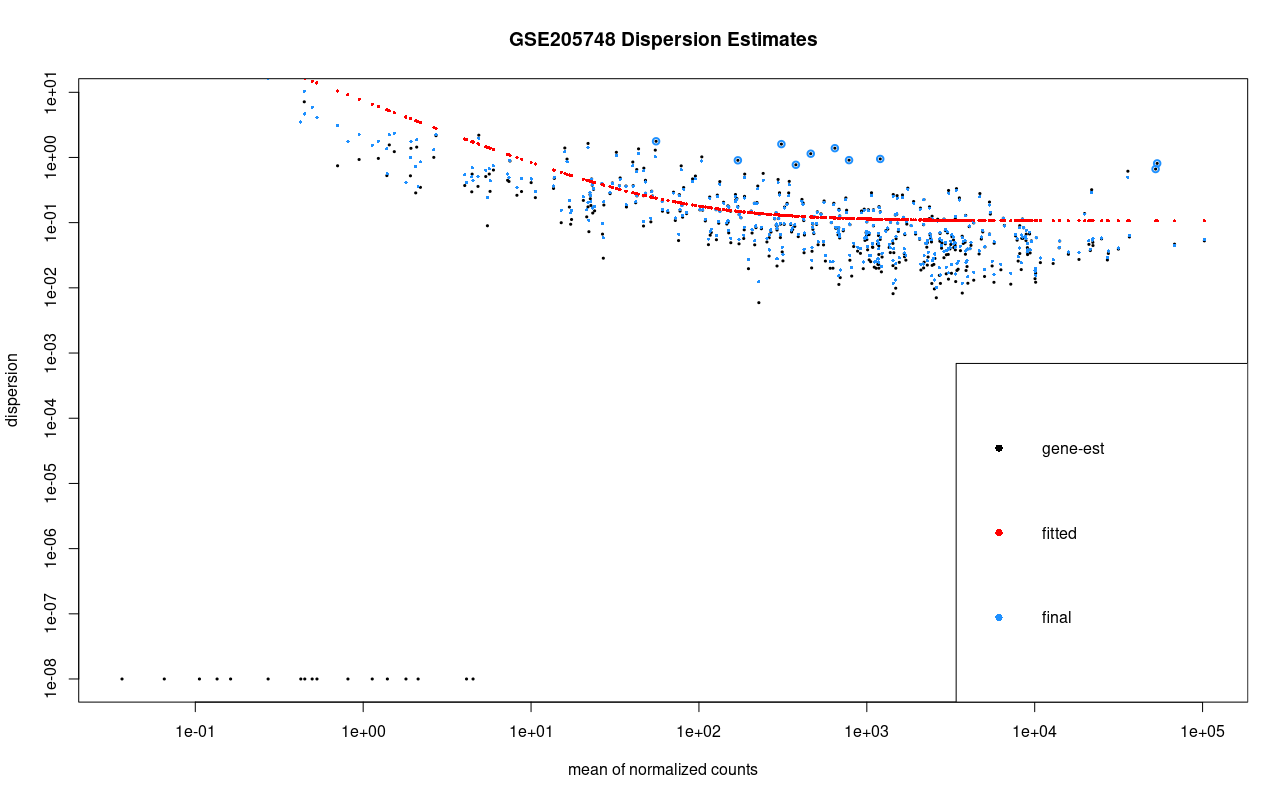 GSE205748 Dispersion Estimates
dispersion
1e+01
1e+00
1e-01
1e-02
1e-03
1e-04
1e-05
1e-06
1e-07
1e-08
gene-est
fitted
final
1e-01 1e+00 1e+01 1e+02 1e+03 1e+04 1e+05
mean of normalized counts